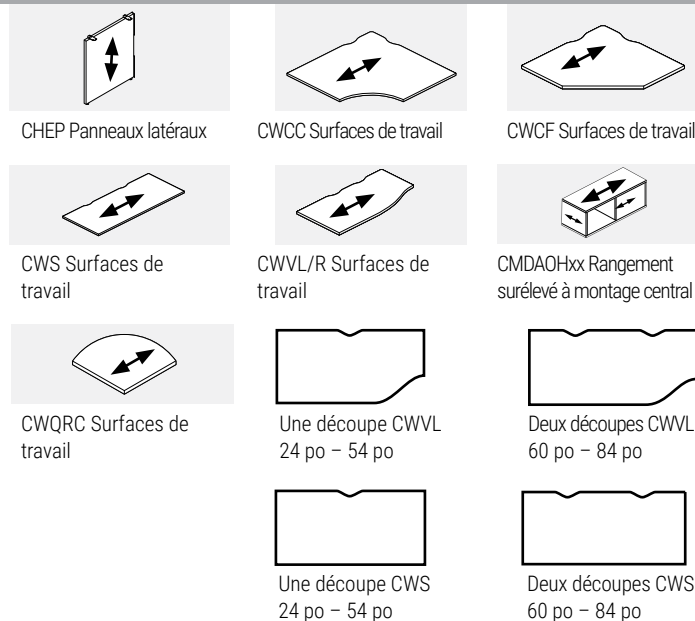 CHEP Panneaux latéraux
CWCC Surfaces de travail
CWCF Surfaces de travail
CWS Surfaces de
travail
CWVL/R Surfaces de
travail
CMDAOHxx Rangement
surélevé à montage central
CWQRC Surfaces de
travail
Une découpe CWVL
24 po – 54 po
Deux découpes CWVL
60 po – 84 po
Une découpe CWS
24 po – 54 po
Deux découpes CWS
60 po – 84 po